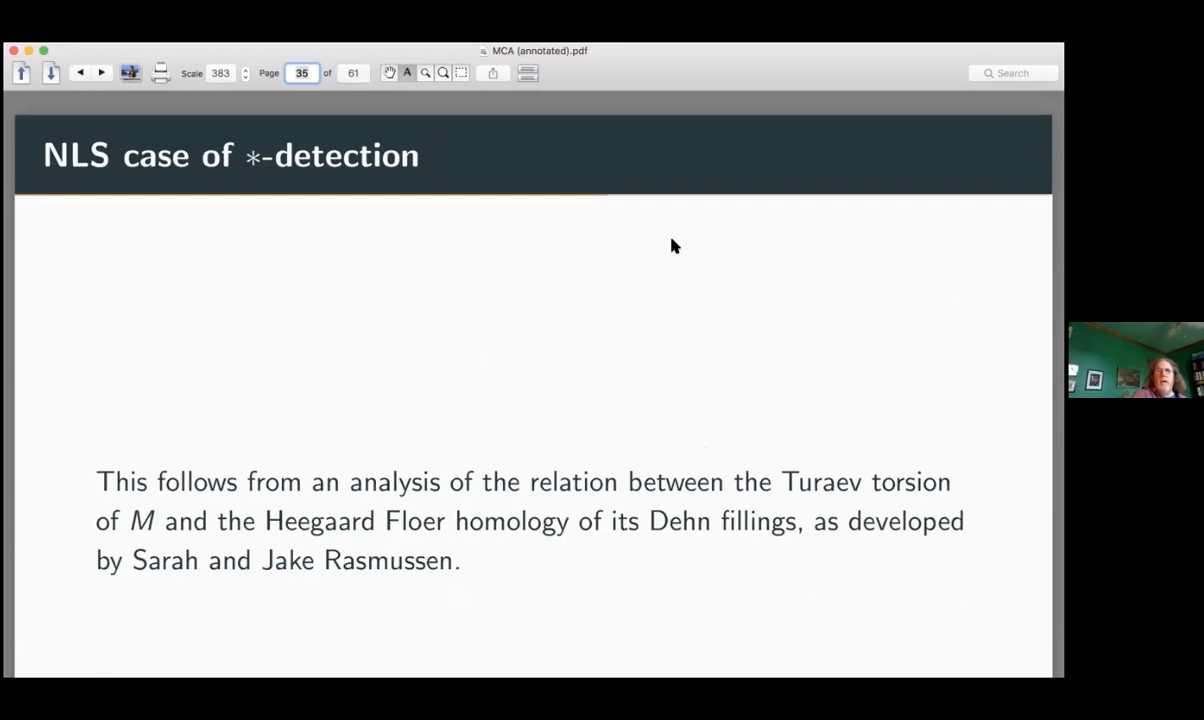 MCA (annotated).pdf
Scale 383 Page 35 of 61 A Search
NLS case of ∗-detection
This follows from an analysis of the relation between the Turaev torsion
of M and the Heegaard Floer homology of its Dehn fillings, as developed
by Sarah and Jake Rasmussen.